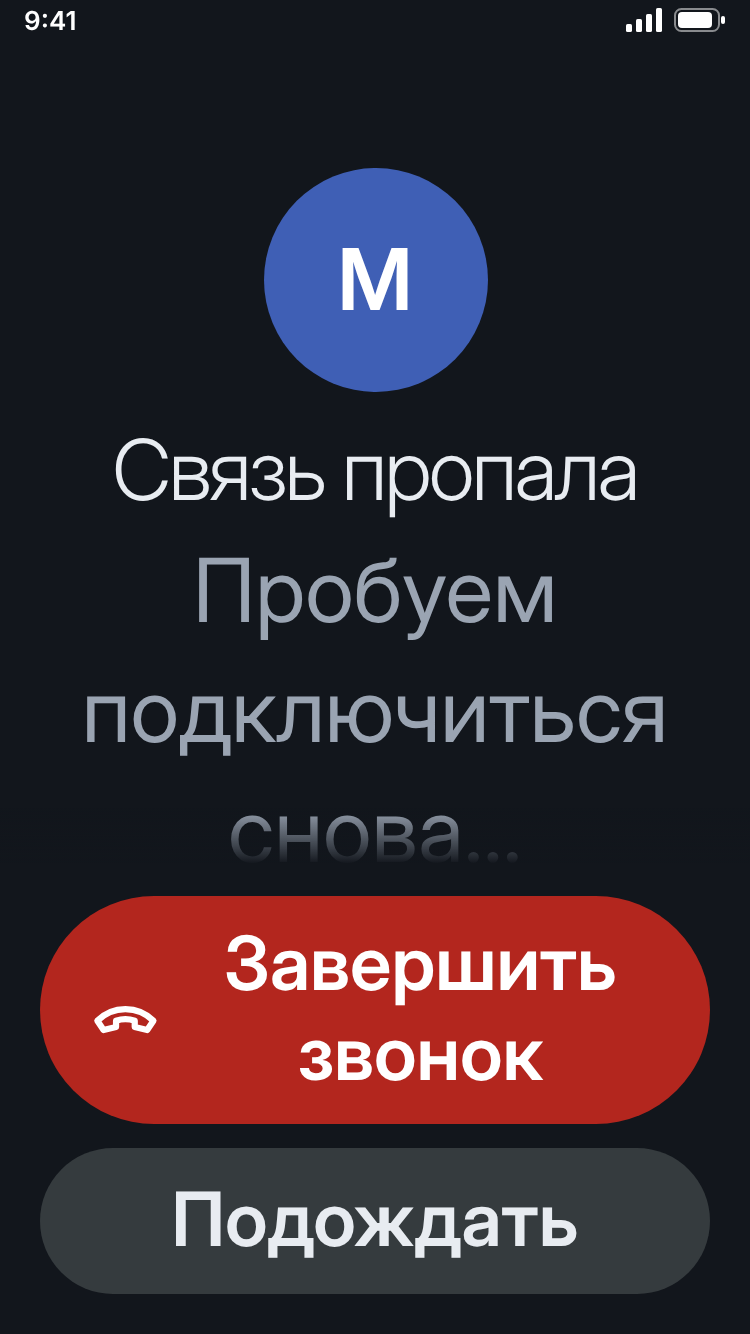 9:41
М
Связь пропала
Пробуем
подключиться
снова...
Завершить
звонок
Подождать